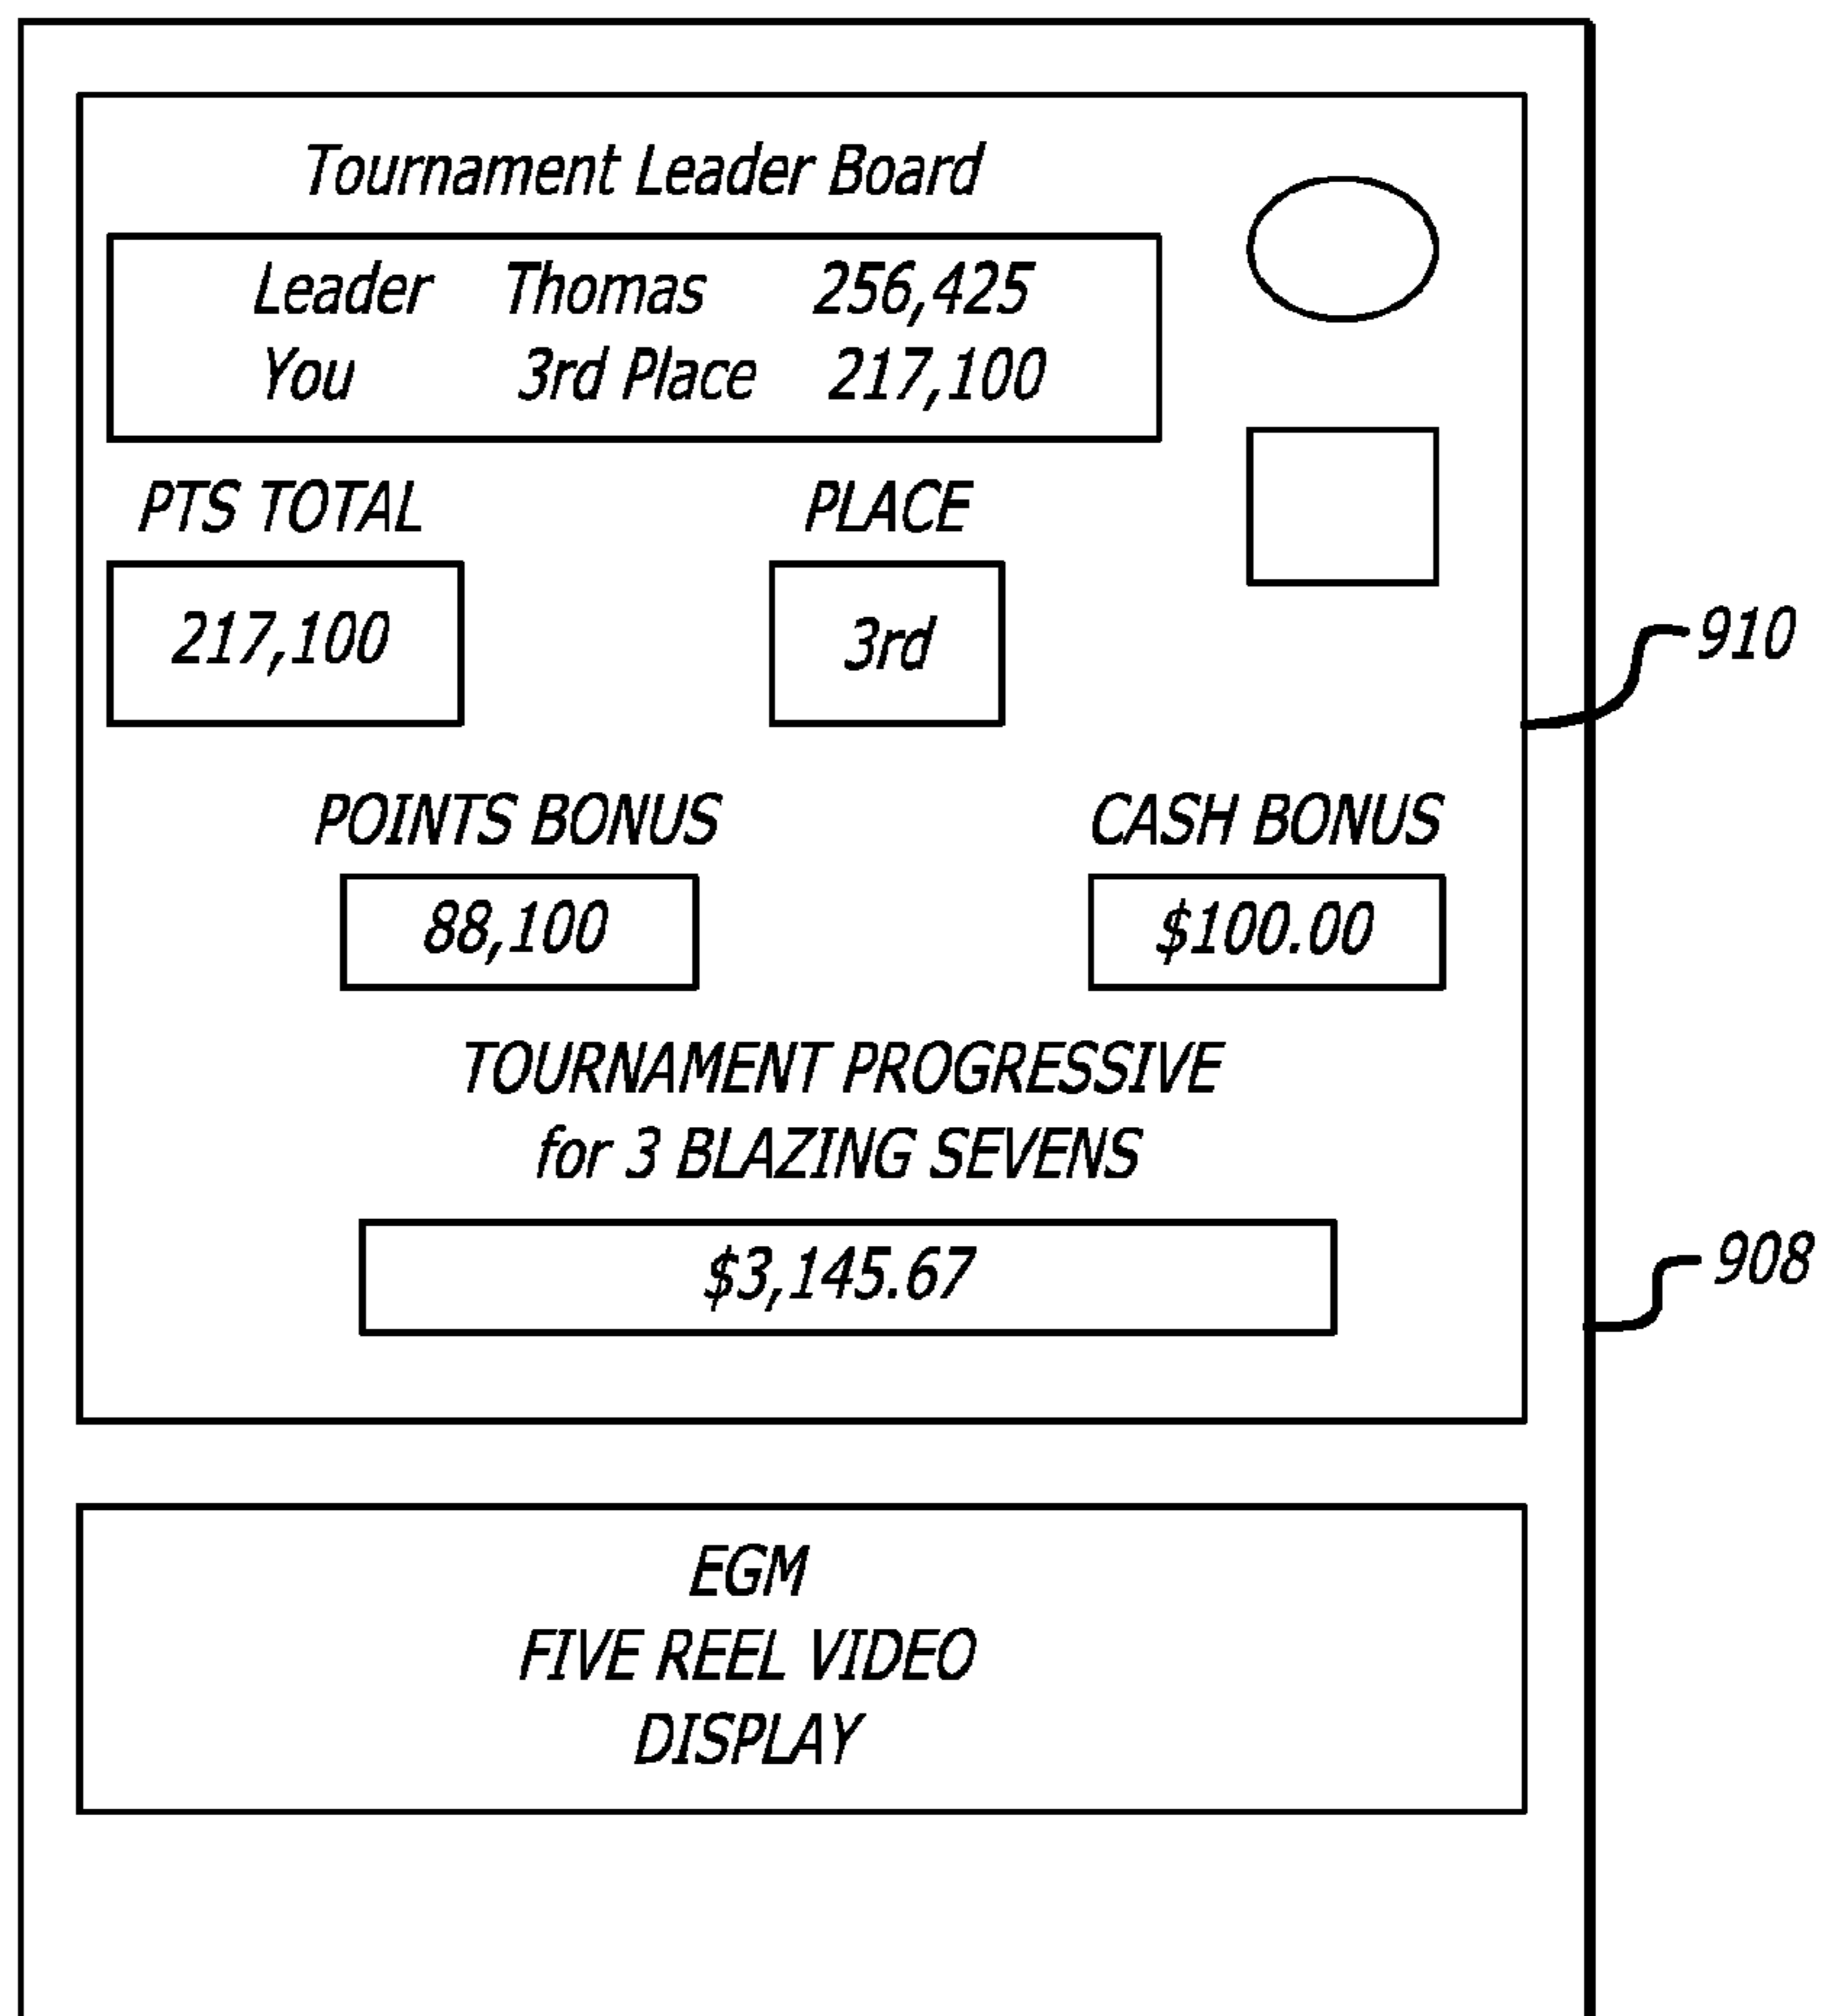 Tournament Leader Board
Leader Thomas 256,425
You 3rd Place 217,100
PTS TOTAL PLACE
217,100 3rd
910
POINTS BONUS CASH BONUS
88,100 $100.00
TOURNAMENT PROGRESSIVE
for 3 BLAZING SEVENS
$3,145.67
908
EGM
FIVE REEL VIDEO
DISPLAY